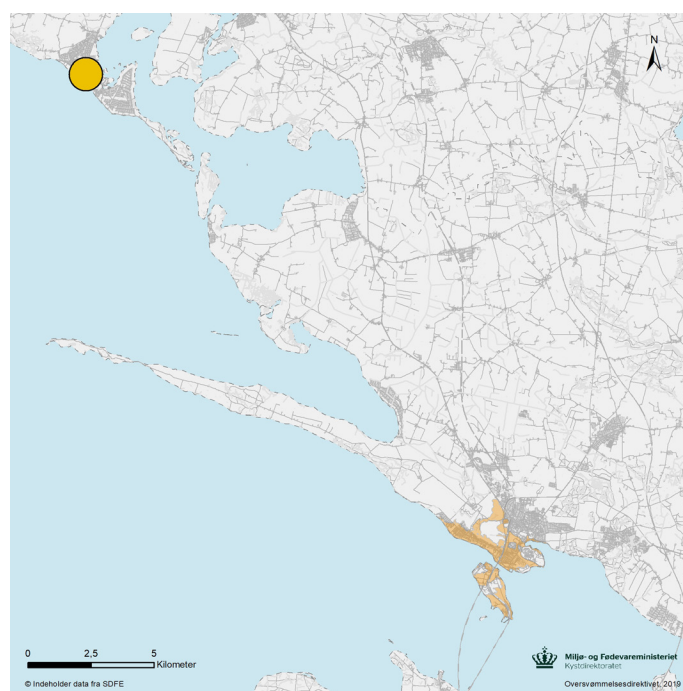 N
0 2,5 5
Kilometer
© Indeholder data fra SDFE
Miljø- og Fødevareministeriet
Kystdirektoratet
Oversvømmelsesdirektivet, 2019